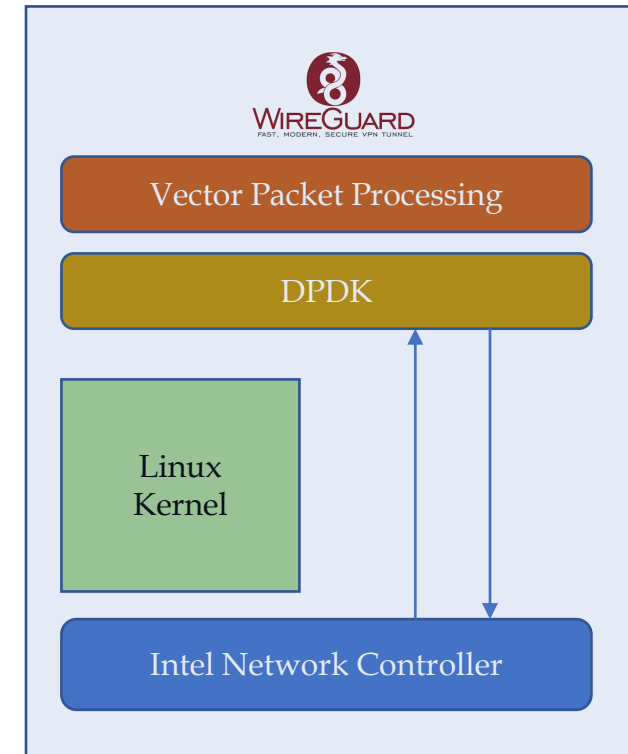 WIREGUARD
FAST, MODERN, SECURE VPN TUNNEL
Vector Packet Processing
DPDK
Linux
Kernel
Intel Network Controller